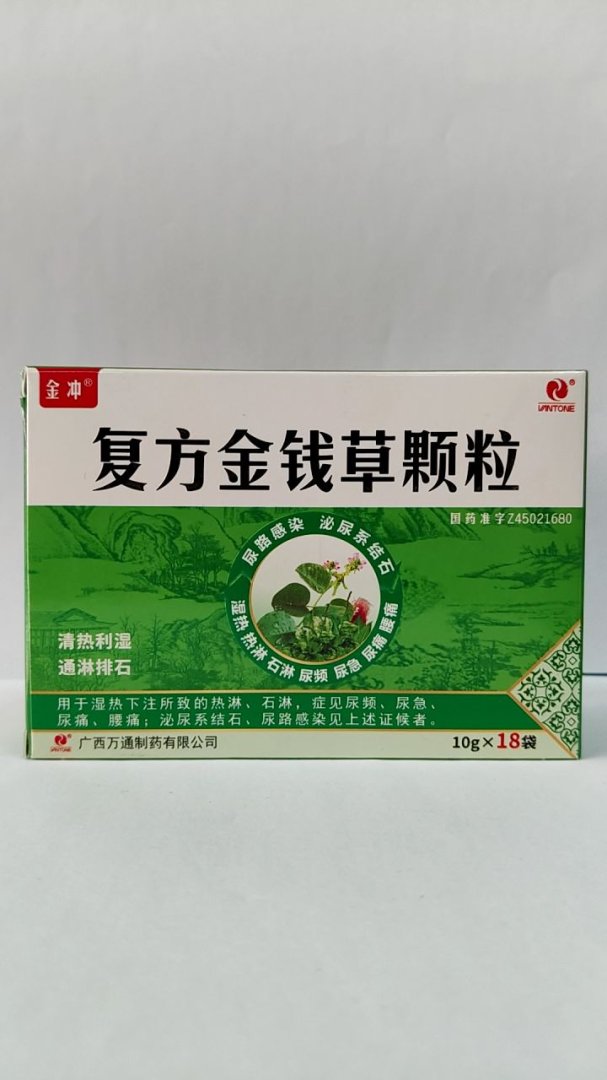 金冲®
VANTONE®
复方金钱草颗粒
国药准字Z45021680
尿路感染 泌尿系结石
湿热 热淋 石淋 尿频 尿急 尿痛 腰痛
清热利湿
通淋排石
用于湿热下注所致的热淋、石淋，症见尿频、尿急、
尿痛、腰痛；泌尿系结石、尿路感染见上述证候者。
VANTONE 广西万通制药有限公司
10g×18袋